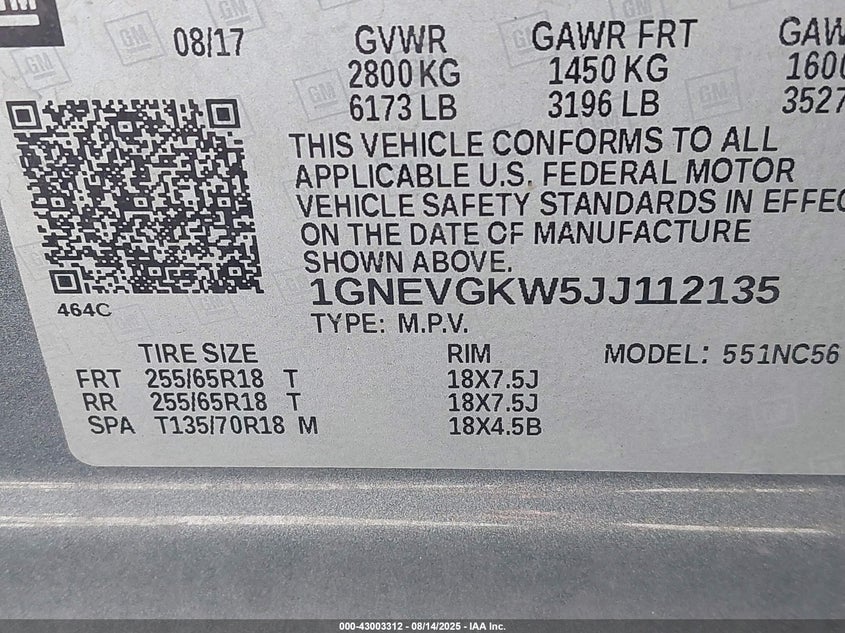 GM
08/17 GVWR GAWR FRT GAW
2800 KG 1450 KG 1600
6173 LB 3196 LB 3527
THIS VEHICLE CONFORMS TO ALL
APPLICABLE U.S. FEDERAL MOTOR
VEHICLE SAFETY STANDARDS IN EFFEC
ON THE DATE OF MANUFACTURE
SHOWN ABOVE.
464C
1GNEVGKW5JJ112135
TYPE: M.P.V.
TIRE SIZE RIM MODEL: 551NC56
FRT 255/65R18 T 18X7.5J
RR 255/65R18 T 18X7.5J
SPA T135/70R18 M 18X4.5B
000-43003312 - 08/14/2025 - IAA Inc.